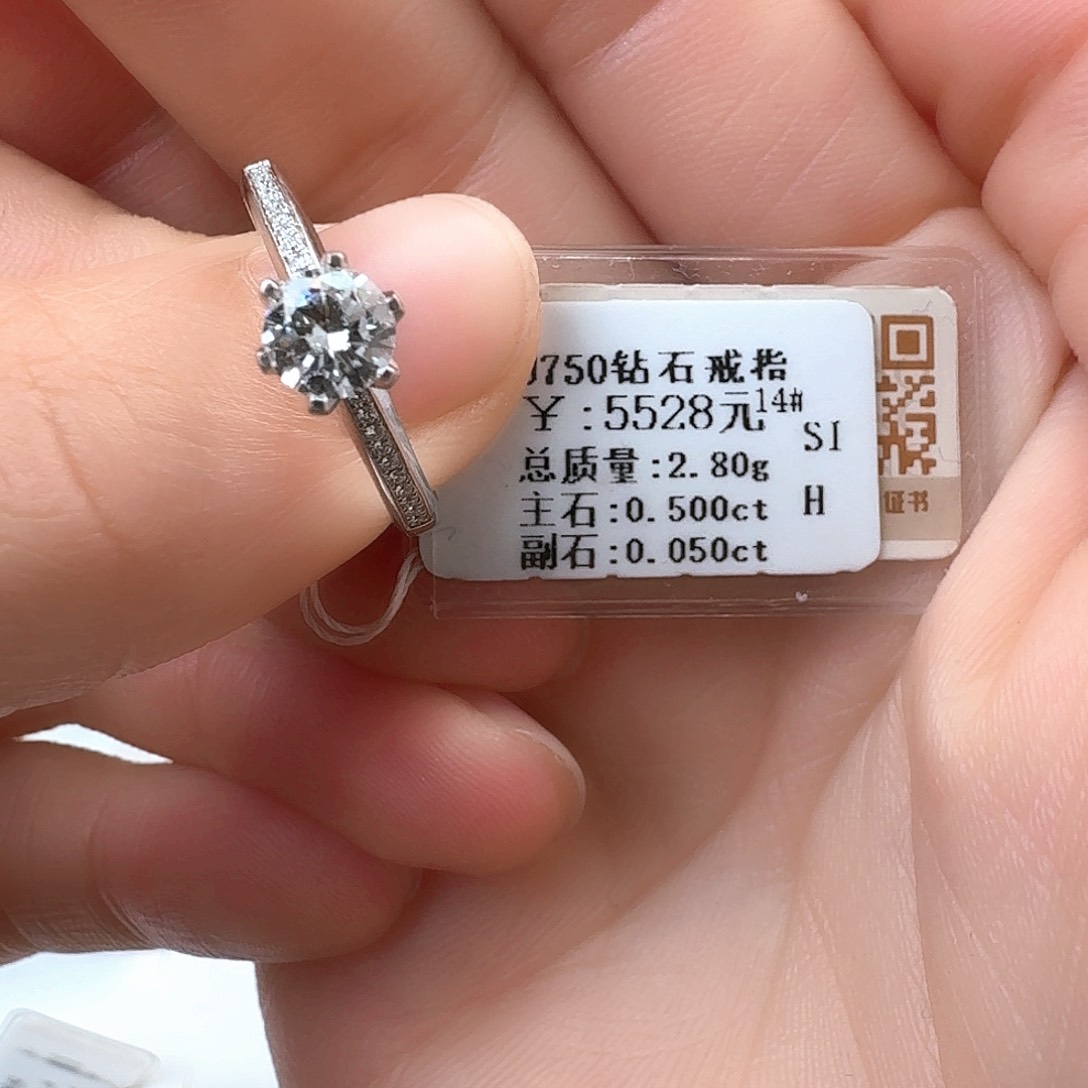 750钻石戒指
￥:5528元14#
SI
总质量:2.80g
主石:0.500ct H
副石:0.050ct
证书